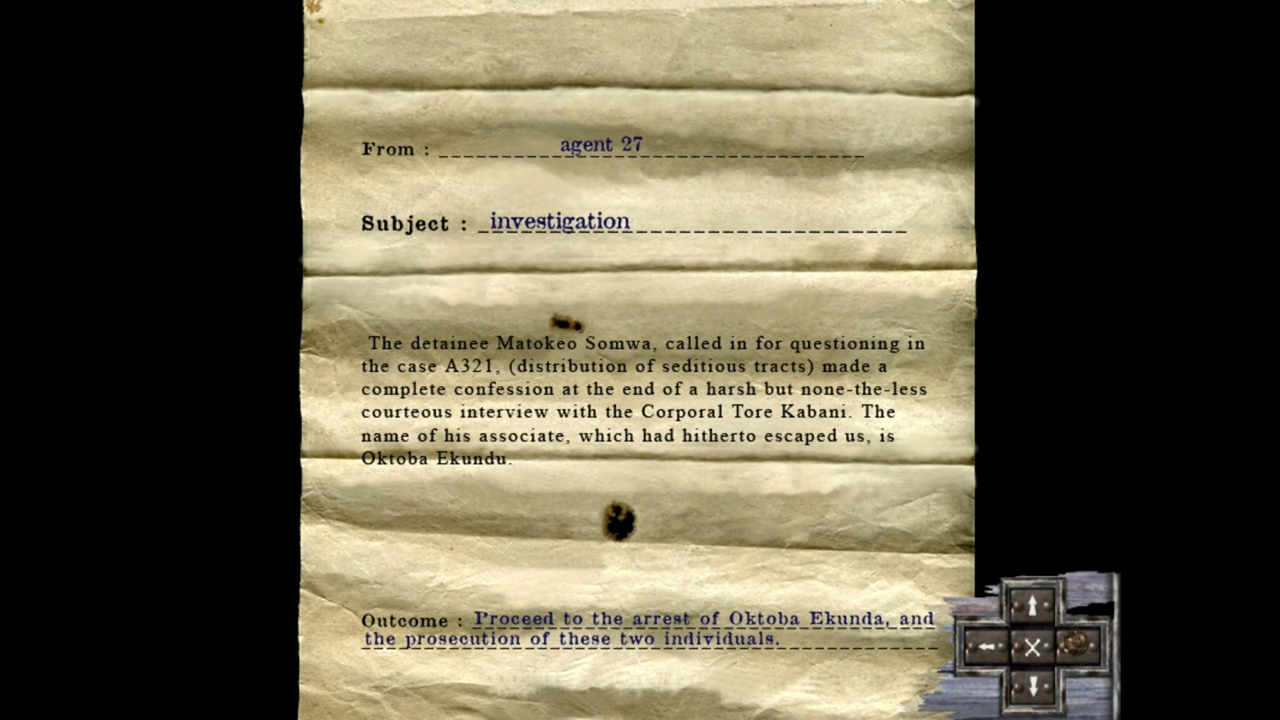 From : agent 27
Subject : investigation
The detainee Matokeo Somwa, called in for questioning in
the case A321, (distribution of seditious tracts) made a
complete confession at the end of a harsh but none-the-less
courteous interview with the Corporal Tore Kabani. The
name of his associate, which had hitherto escaped us, is
Oktoba Ekundu.
Outcome : Proceed to the arrest of Oktoba Ekunda, and
the prosecution of these two individuals.